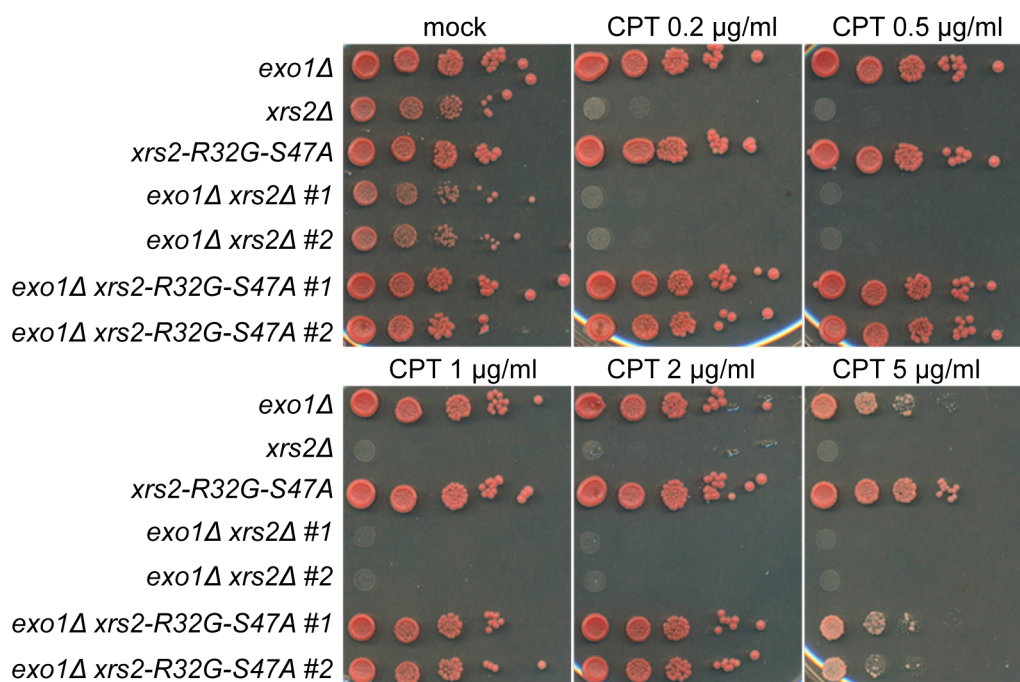 mock CPT 0.2 µg/ml CPT 0.5 µg/ml
exo1Δ
xrs2Δ
xrs2-R32G-S47A
exo1Δ xrs2Δ #1
exo1Δ xrs2Δ #2
exo1Δ xrs2-R32G-S47A #1
exo1Δ xrs2-R32G-S47A #2
CPT 1 µg/ml CPT 2 µg/ml CPT 5 µg/ml
exo1Δ
xrs2Δ
xrs2-R32G-S47A
exo1Δ xrs2Δ #1
exo1Δ xrs2Δ #2
exo1Δ xrs2-R32G-S47A #1
exo1Δ xrs2-R32G-S47A #2